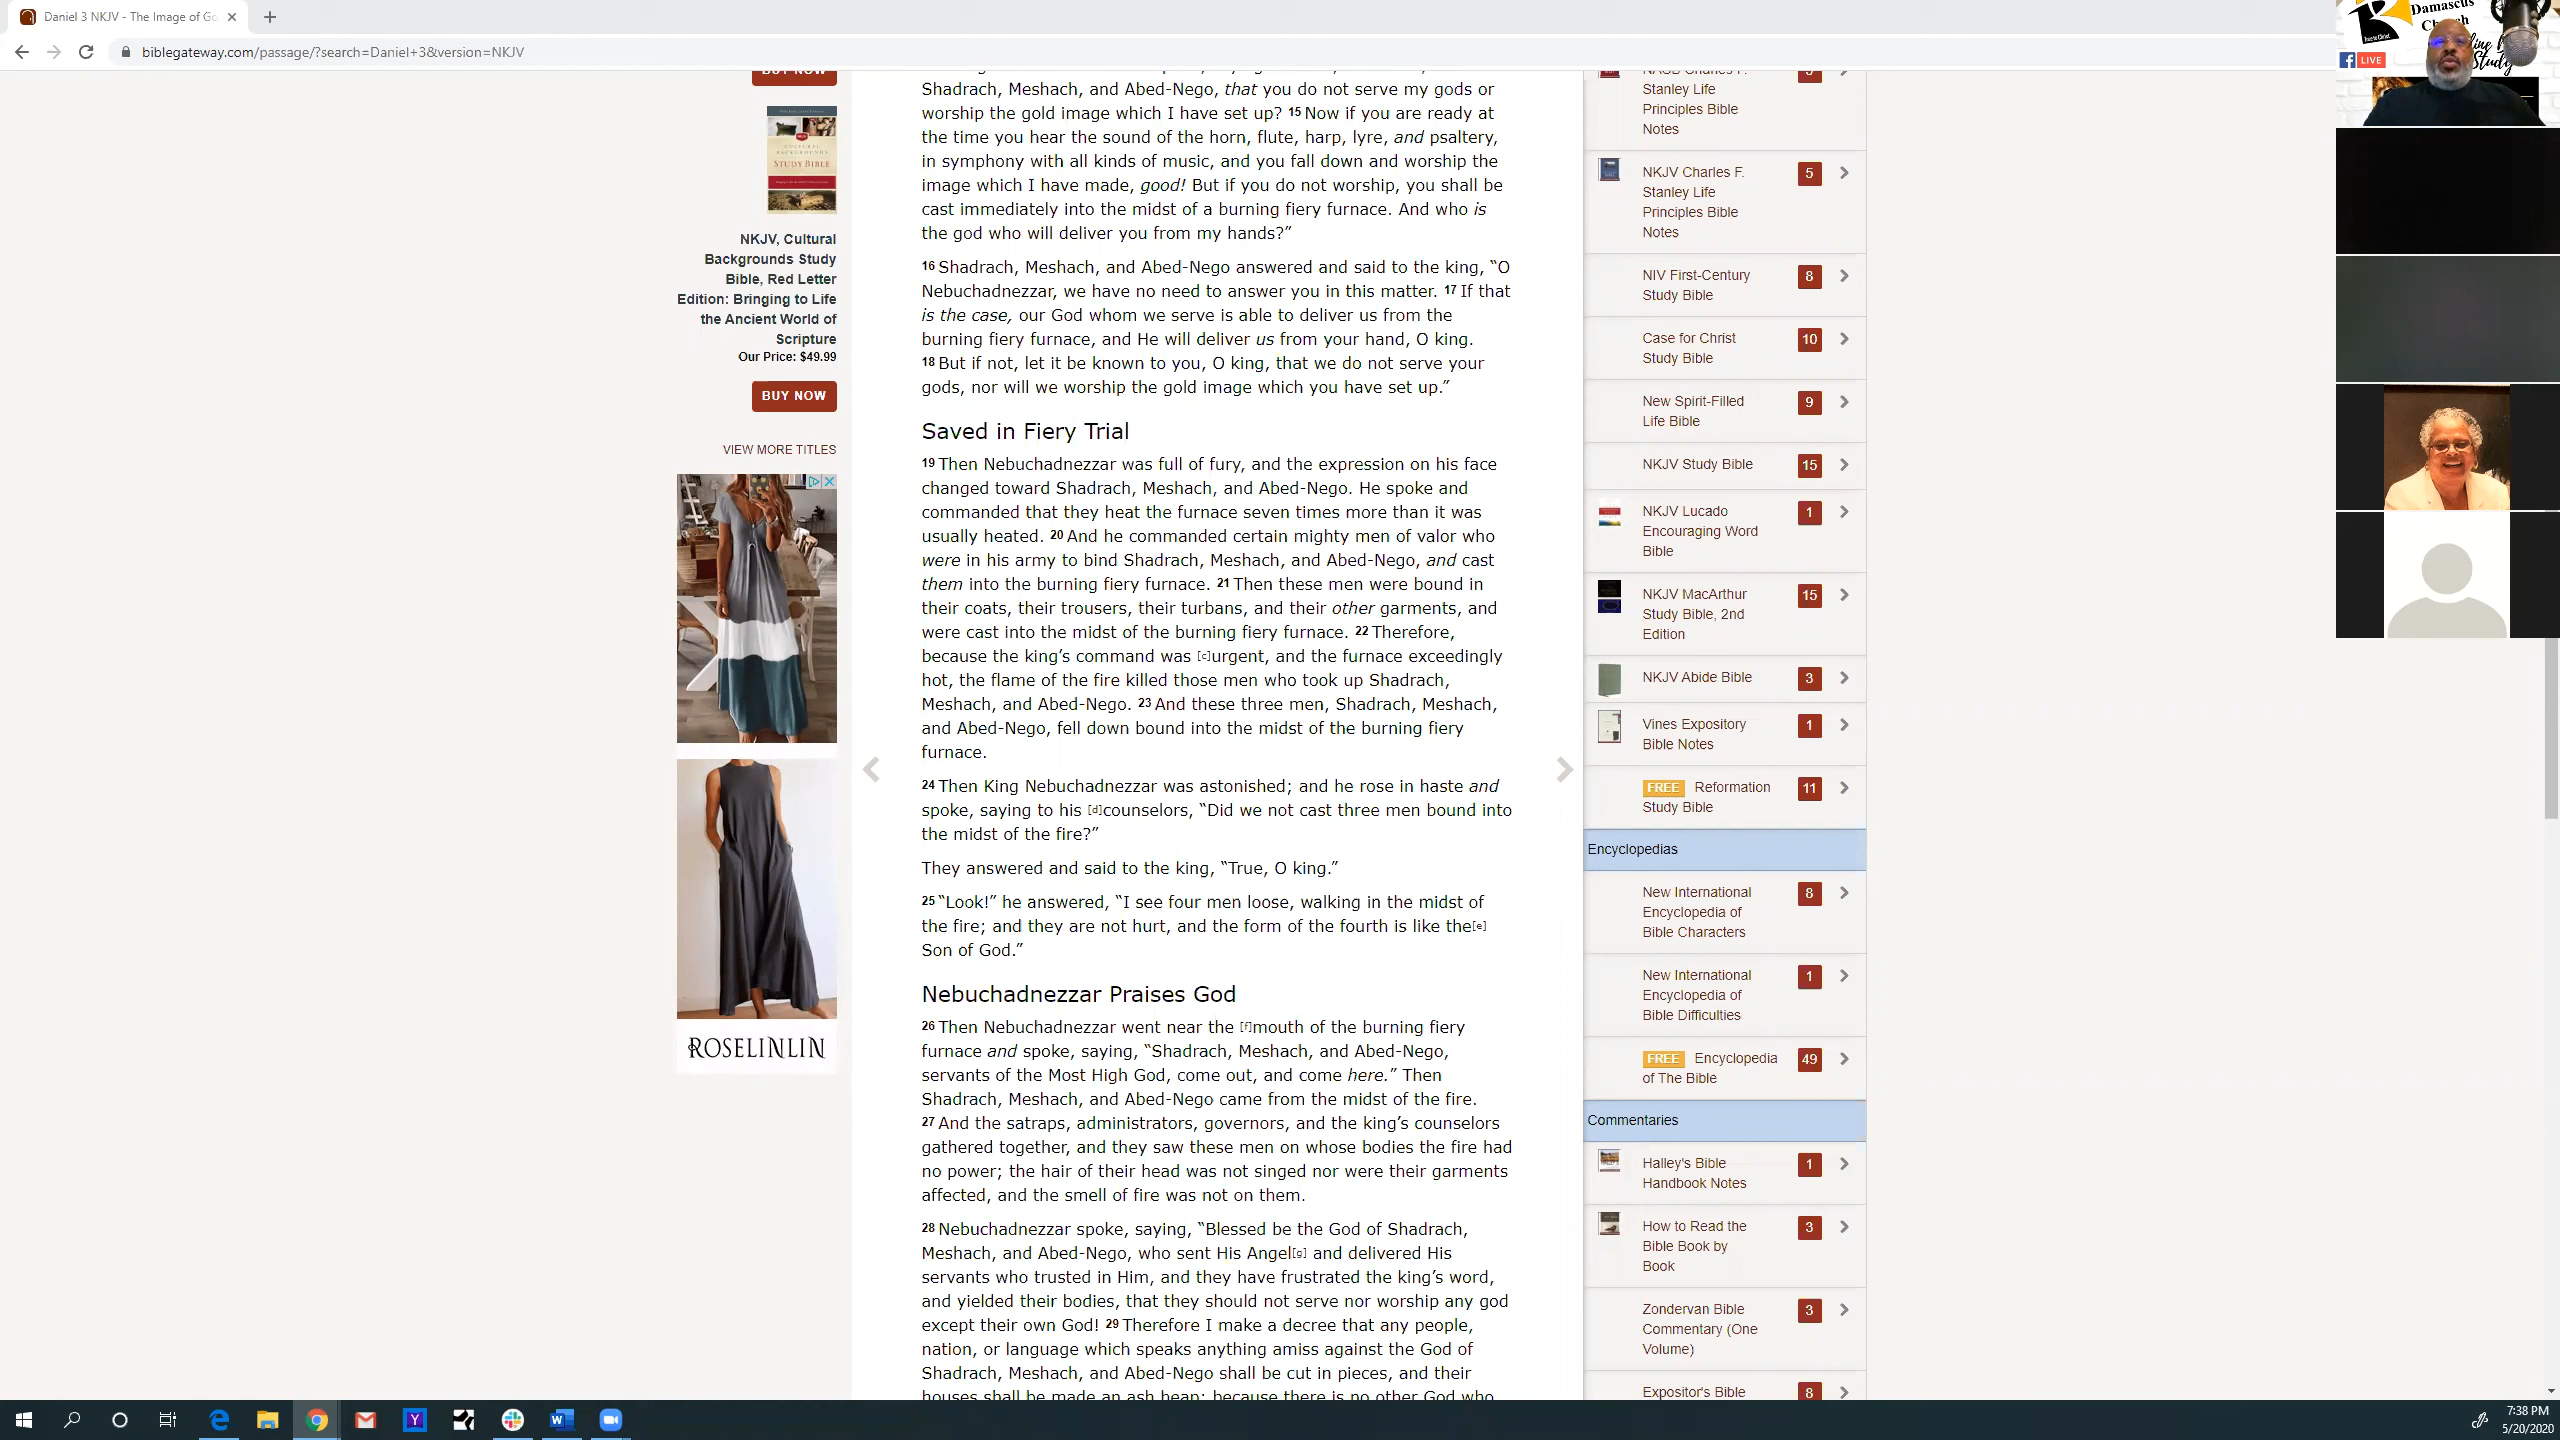 Daniel 3 NKJV - The Image of Go
biblegateway.com/passage/?search=Daniel+3&version=NKJV
BUY NOW
CULTURAL
BACKGROUNDS
STUDY BIBLE
NKJV, Cultural
Backgrounds Study
Bible, Red Letter
Edition: Bringing to Life
the Ancient World of
Scripture
Our Price: $49.99
BUY NOW
VIEW MORE TITLES
ROSELINLIN
Shadrach, Meshach, and Abed-Nego, that you do not serve my gods or
worship the gold image which I have set up? 15 Now if you are ready at
the time you hear the sound of the horn, flute, harp, lyre, and psaltery,
in symphony with all kinds of music, and you fall down and worship the
image which I have made, good! But if you do not worship, you shall be
cast immediately into the midst of a burning fiery furnace. And who is
the god who will deliver you from my hands?”
16 Shadrach, Meshach, and Abed-Nego answered and said to the king, “O
Nebuchadnezzar, we have no need to answer you in this matter. 17 If that
is the case, our God whom we serve is able to deliver us from the
burning fiery furnace, and He will deliver us from your hand, O king.
18 But if not, let it be known to you, O king, that we do not serve your
gods, nor will we worship the gold image which you have set up.”
Saved in Fiery Trial
19 Then Nebuchadnezzar was full of fury, and the expression on his face
changed toward Shadrach, Meshach, and Abed-Nego. He spoke and
commanded that they heat the furnace seven times more than it was
usually heated. 20 And he commanded certain mighty men of valor who
were in his army to bind Shadrach, Meshach, and Abed-Nego, and cast
them into the burning fiery furnace. 21 Then these men were bound in
their coats, their trousers, their turbans, and their other garments, and
were cast into the midst of the burning fiery furnace. 22 Therefore,
because the king’s command was [c]urgent, and the furnace exceedingly
hot, the flame of the fire killed those men who took up Shadrach,
Meshach, and Abed-Nego. 23 And these three men, Shadrach, Meshach,
and Abed-Nego, fell down bound into the midst of the burning fiery
furnace.
24 Then King Nebuchadnezzar was astonished; and he rose in haste and
spoke, saying to his [d]counselors, “Did we not cast three men bound into
the midst of the fire?”
They answered and said to the king, “True, O king.”
25 “Look!” he answered, “I see four men loose, walking in the midst of
the fire; and they are not hurt, and the form of the fourth is like the[e]
Son of God.”
Nebuchadnezzar Praises God
26 Then Nebuchadnezzar went near the [f]mouth of the burning fiery
furnace and spoke, saying, “Shadrach, Meshach, and Abed-Nego,
servants of the Most High God, come out, and come here.” Then
Shadrach, Meshach, and Abed-Nego came from the midst of the fire.
27 And the satraps, administrators, governors, and the king’s counselors
gathered together, and they saw these men on whose bodies the fire had
no power; the hair of their head was not singed nor were their garments
affected, and the smell of fire was not on them.
28 Nebuchadnezzar spoke, saying, “Blessed be the God of Shadrach,
Meshach, and Abed-Nego, who sent His Angel[g] and delivered His
servants who trusted in Him, and they have frustrated the king’s word,
and yielded their bodies, that they should not serve nor worship any god
except their own God! 29 Therefore I make a decree that any people,
nation, or language which speaks anything amiss against the God of
Shadrach, Meshach, and Abed-Nego shall be cut in pieces, and their
houses shall be made an ash heap; because there is no other God who
NASB Charles F.
Stanley Life
Principles Bible
Notes
NKJV Charles F.
Stanley Life
Principles Bible
Notes
5
NIV First-Century
Study Bible
8
Case for Christ
Study Bible
10
New Spirit-Filled
Life Bible
9
NKJV Study Bible
15
NKJV Lucado
Encouraging Word
Bible
1
NKJV MacArthur
Study Bible, 2nd
Edition
15
NKJV Abide Bible
3
Vines Expository
Bible Notes
1
FREE Reformation
Study Bible
11
Encyclopedias
New International
Encyclopedia of
Bible Characters
8
New International
Encyclopedia of
Bible Difficulties
1
FREE Encyclopedia
of The Bible
49
Commentaries
Halley's Bible
Handbook Notes
1
How to Read the
Bible Book by
Book
3
Zondervan Bible
Commentary (One
Volume)
3
Expositor's Bible
8
Damascus
Church
Study
LIVE
7:38 PM
5/20/2020